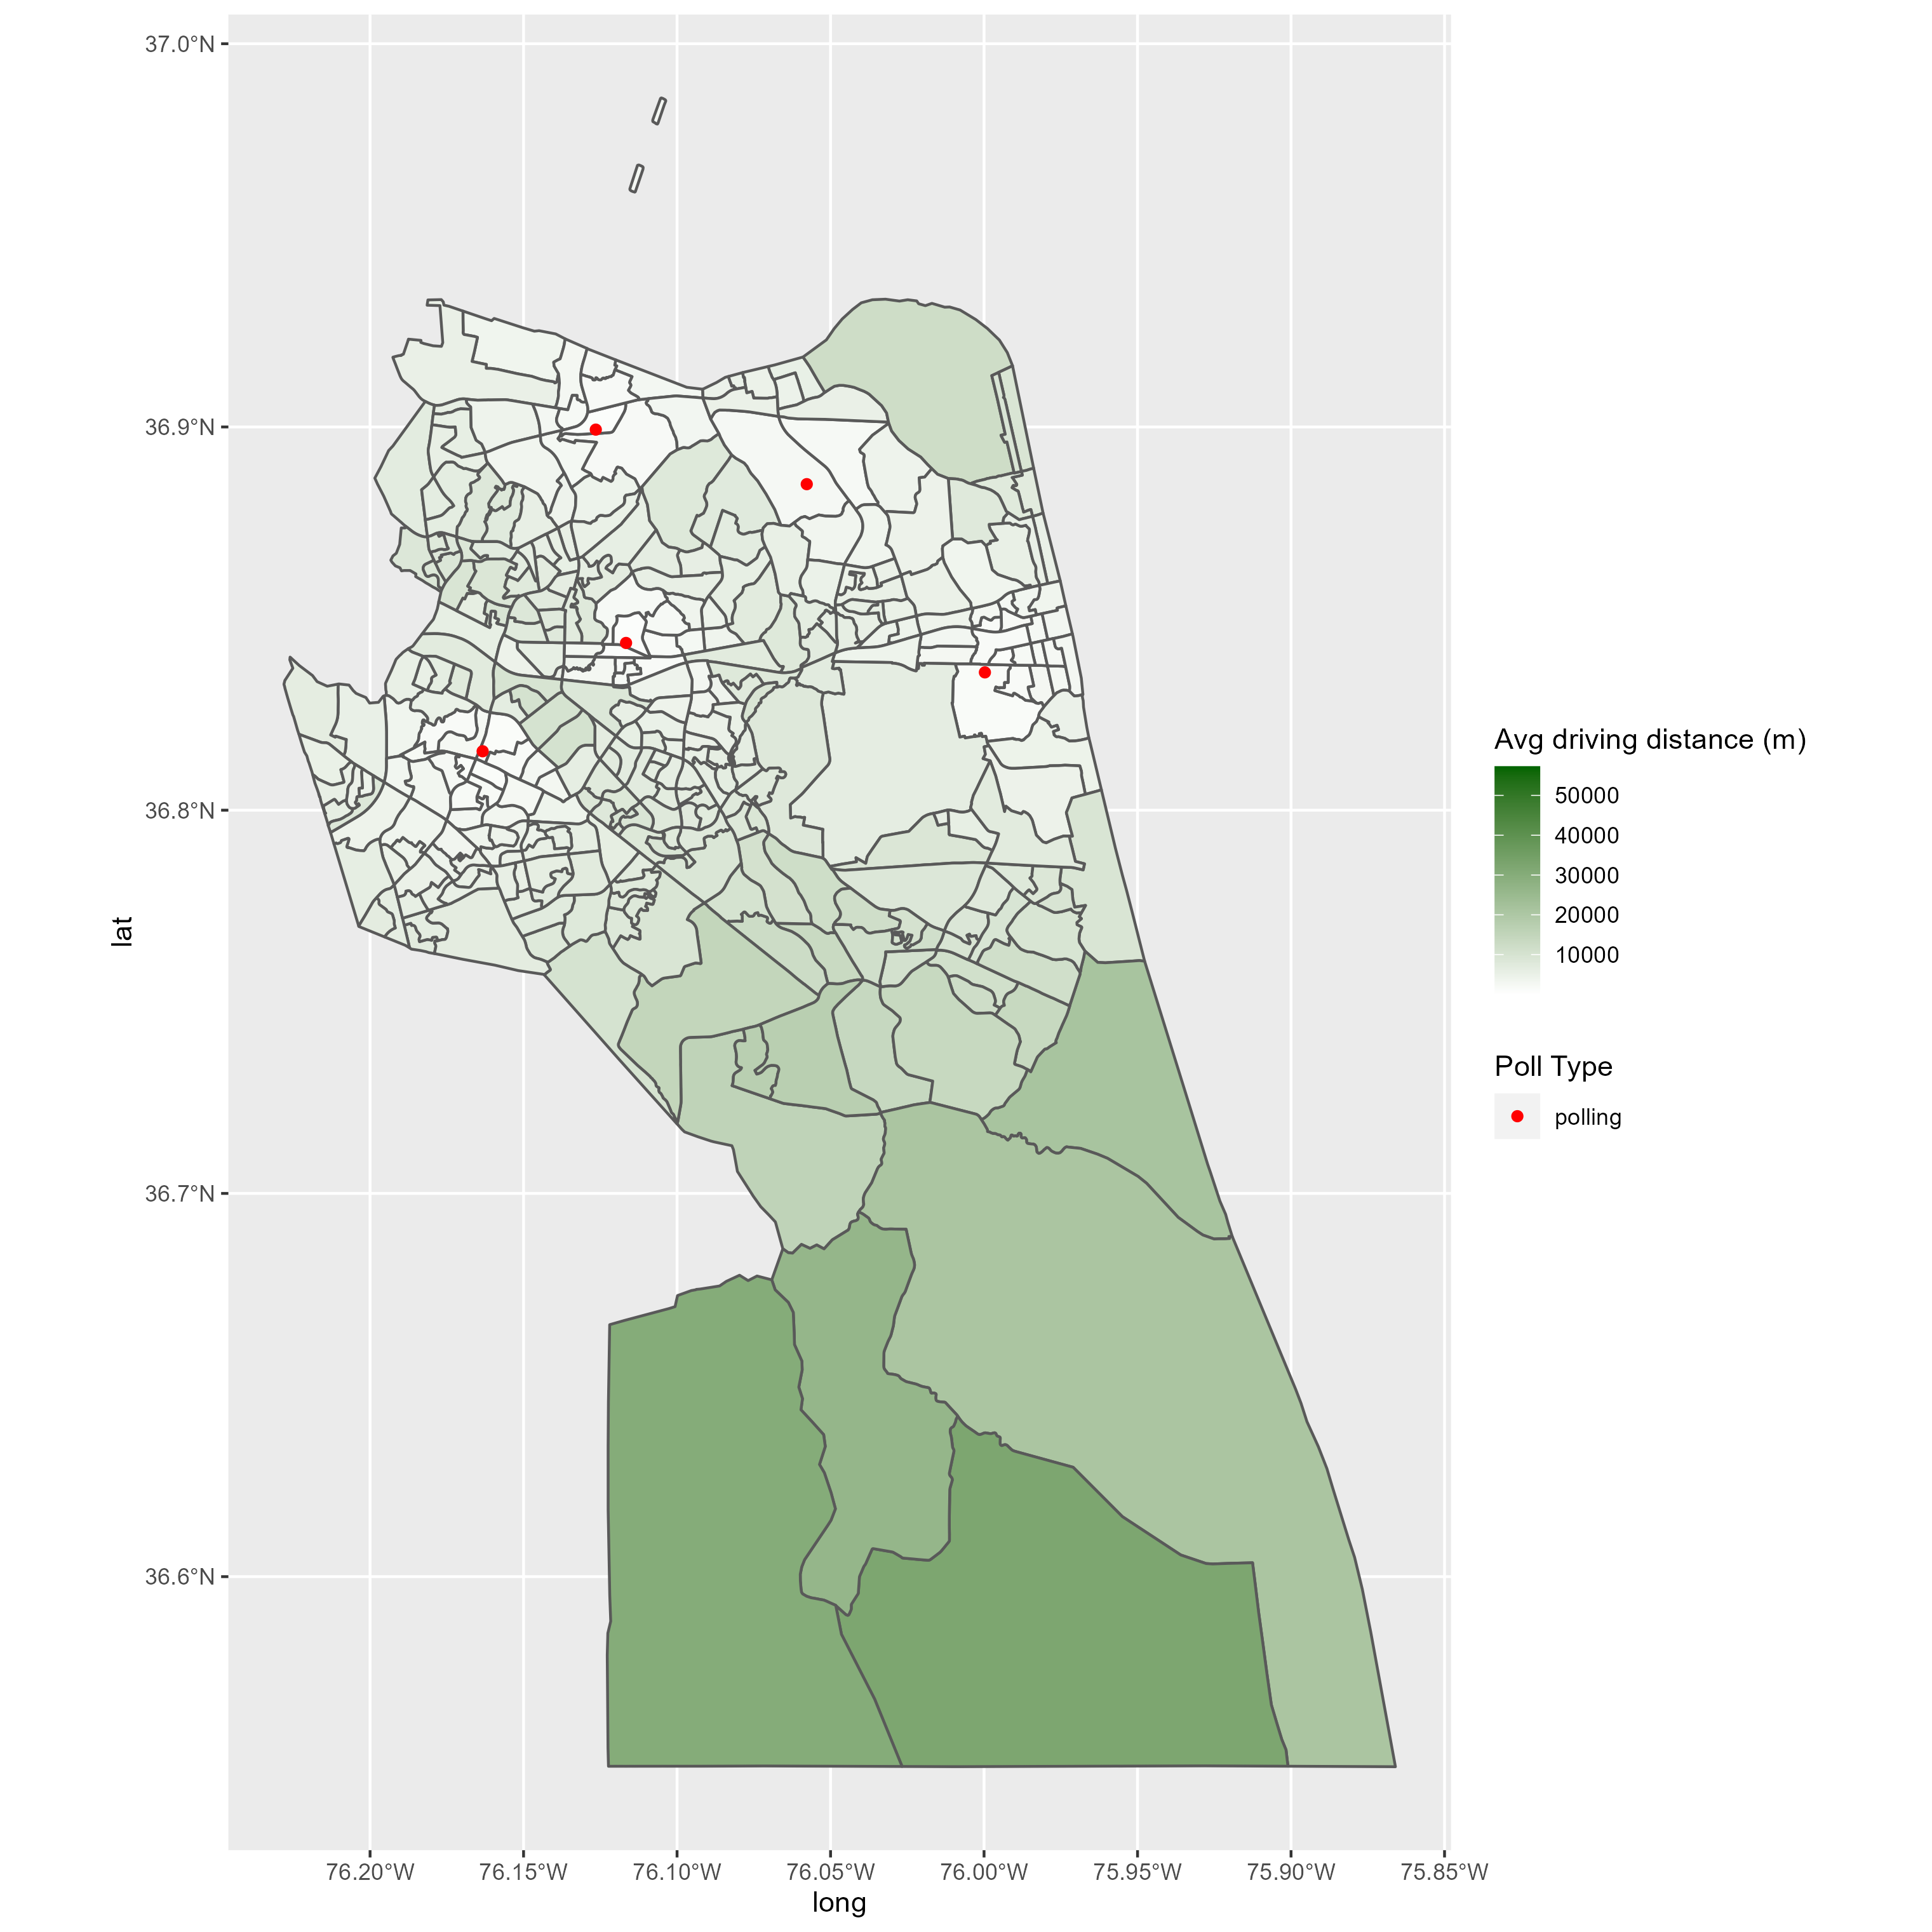 37.0°N
36.9°N
36.8°N
36.7°N
36.6°N
lat
76.20°W 76.15°W 76.10°W 76.05°W 76.00°W 75.95°W 75.90°W 75.85°W
long
Avg driving distance (m)
50000
40000
30000
20000
10000
Poll Type
polling